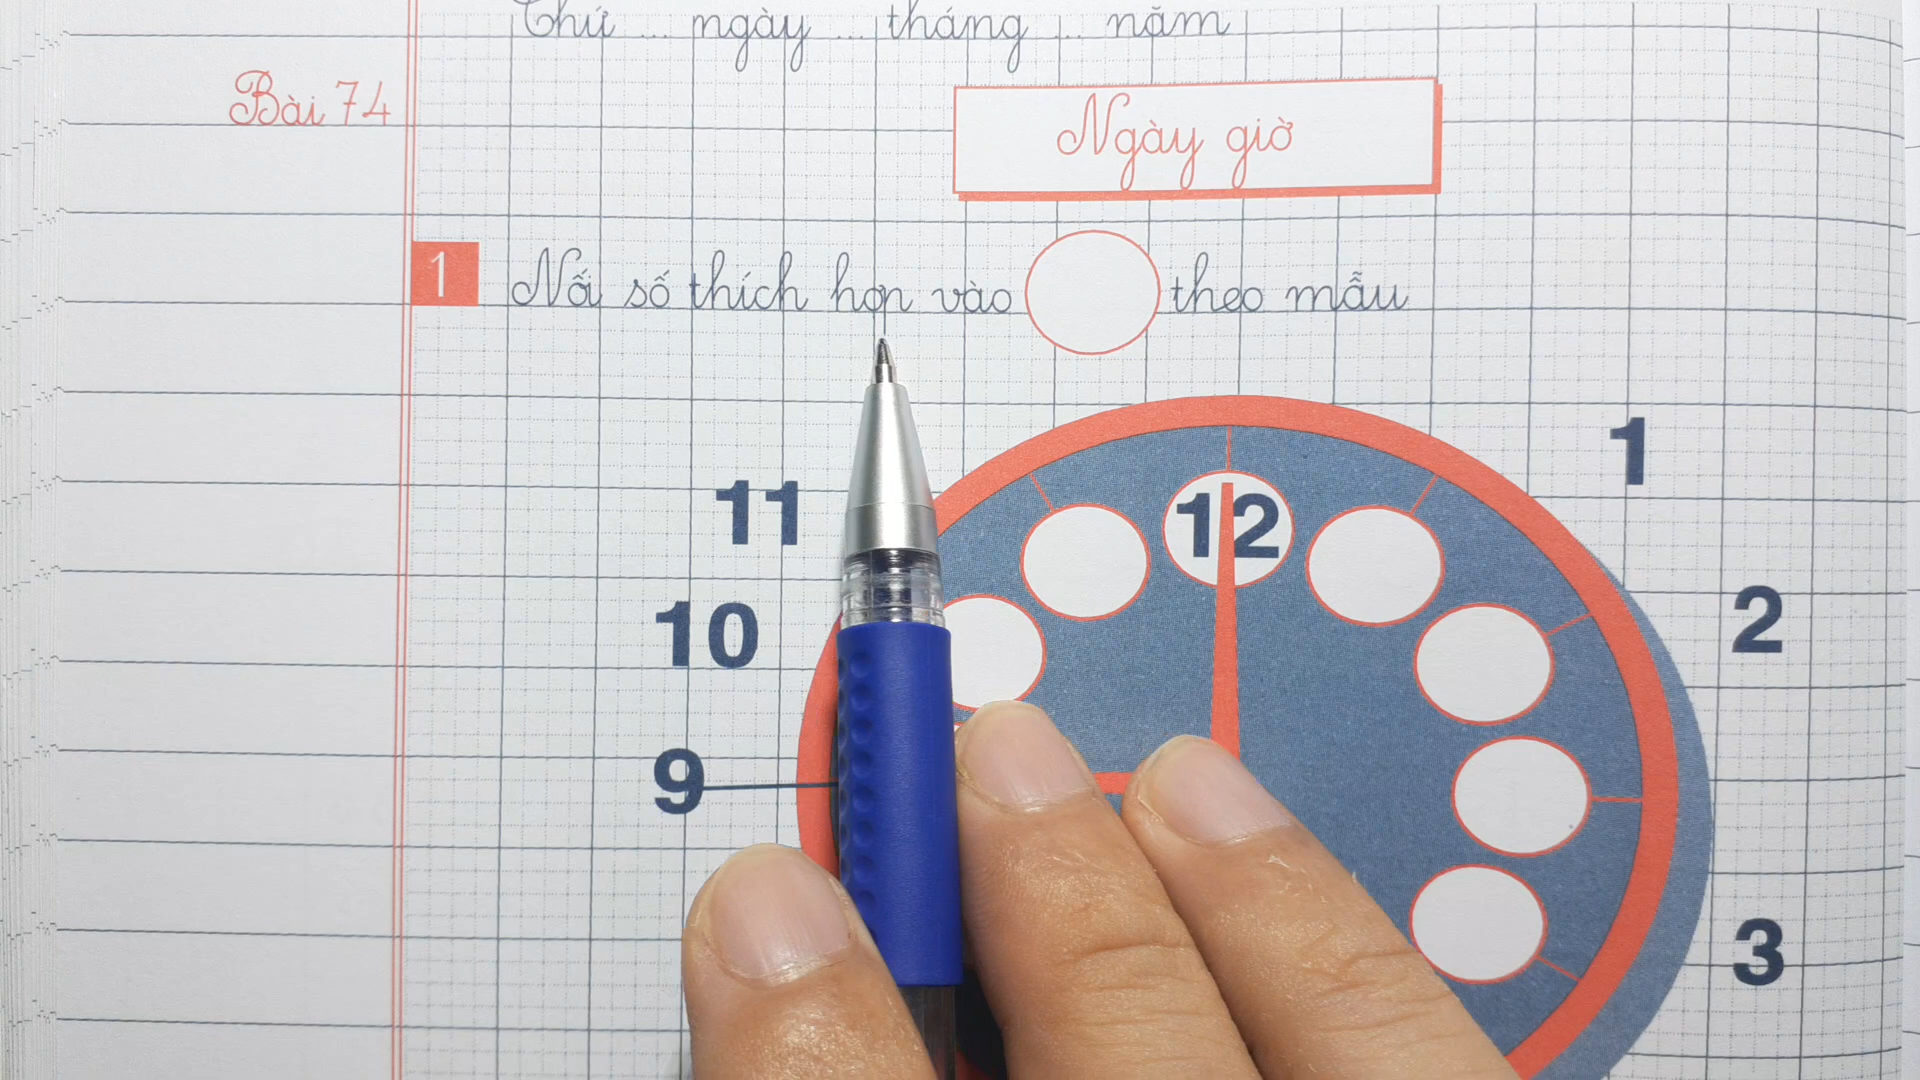 Thứ ... ngày ... tháng ... năm
Bài 74
Ngày giờ
1 Nối số thích hợp vào theo mẫu
1
11
12
2
10
9
3